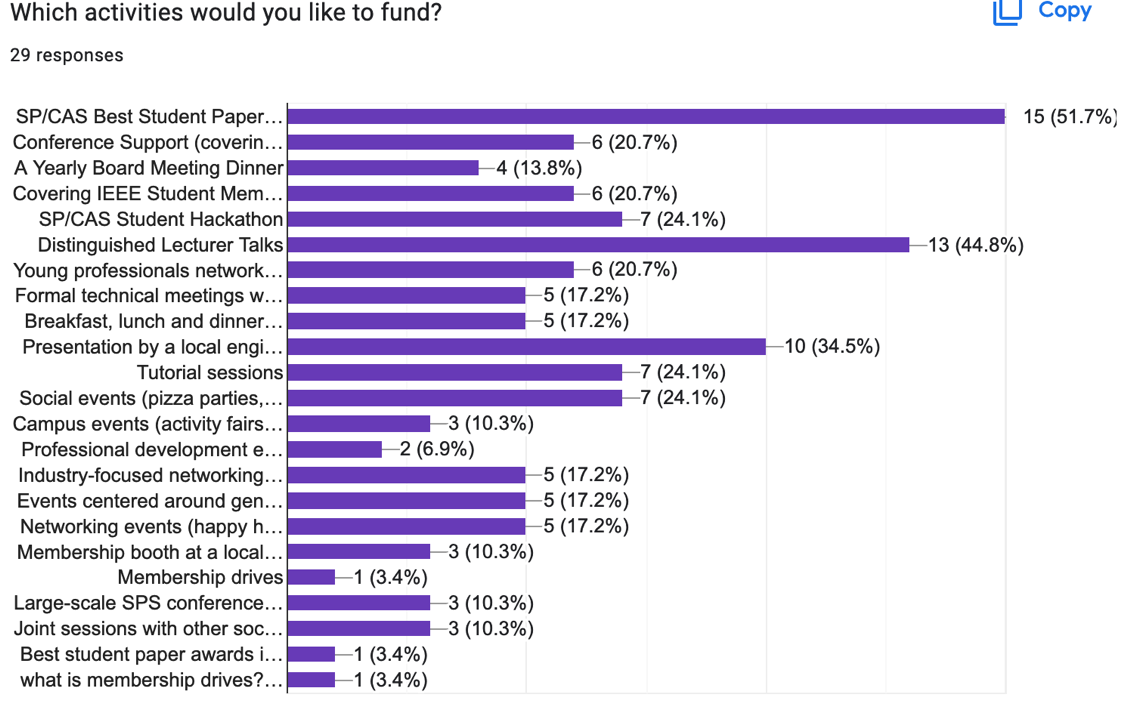 Which activities would you like to fund?
Copy
29 responses
SP/CAS Best Student Paper… 15 (51.7%)
Conference Support (coverin… 6 (20.7%)
A Yearly Board Meeting Dinner 4 (13.8%)
Covering IEEE Student Mem… 6 (20.7%)
SP/CAS Student Hackathon 7 (24.1%)
Distinguished Lecturer Talks 13 (44.8%)
Young professionals network… 6 (20.7%)
Formal technical meetings w… 5 (17.2%)
Breakfast, lunch and dinner… 5 (17.2%)
Presentation by a local engi… 10 (34.5%)
Tutorial sessions 7 (24.1%)
Social events (pizza parties,… 7 (24.1%)
Campus events (activity fairs… 3 (10.3%)
Professional development e… 2 (6.9%)
Industry-focused networking… 5 (17.2%)
Events centered around gen… 5 (17.2%)
Networking events (happy h… 5 (17.2%)
Membership booth at a local… 3 (10.3%)
Membership drives 1 (3.4%)
Large-scale SPS conference… 3 (10.3%)
Joint sessions with other soc… 3 (10.3%)
Best student paper awards i… 1 (3.4%)
what is membership drives?… 1 (3.4%)